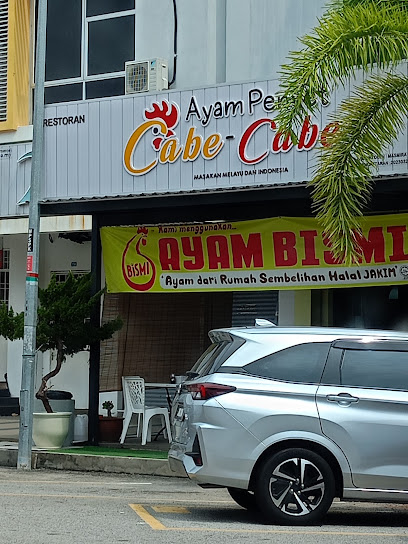 RESTORAN
Ayam
Cabe-Cabe
MASAKAN MELAYU DAN INDONESIA
Kami menggunakan...
BiSMi
AYAM BISMI
"Ayam dari Rumah Sembelihan Halal JAKIM"